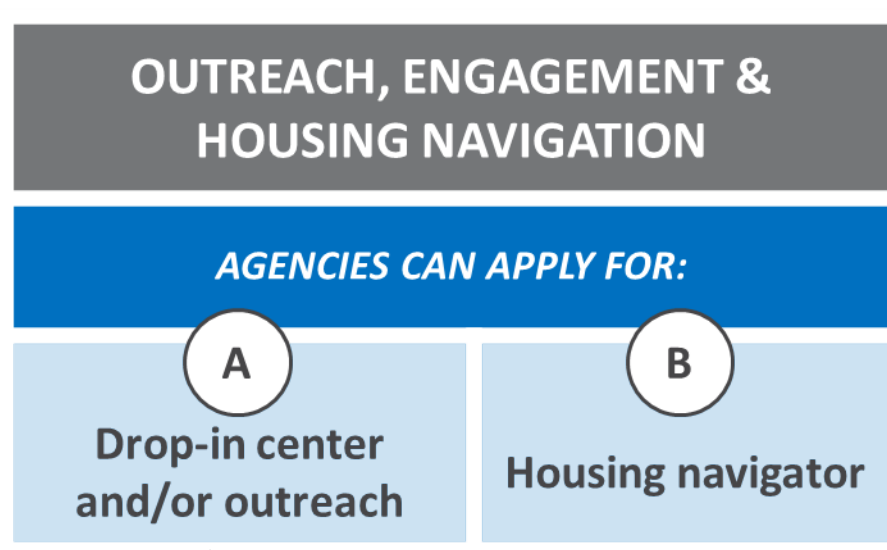 OUTREACH, ENGAGEMENT &
HOUSING NAVIGATION
AGENCIES CAN APPLY FOR:
A
Drop-in center
and/or outreach
B
Housing navigator